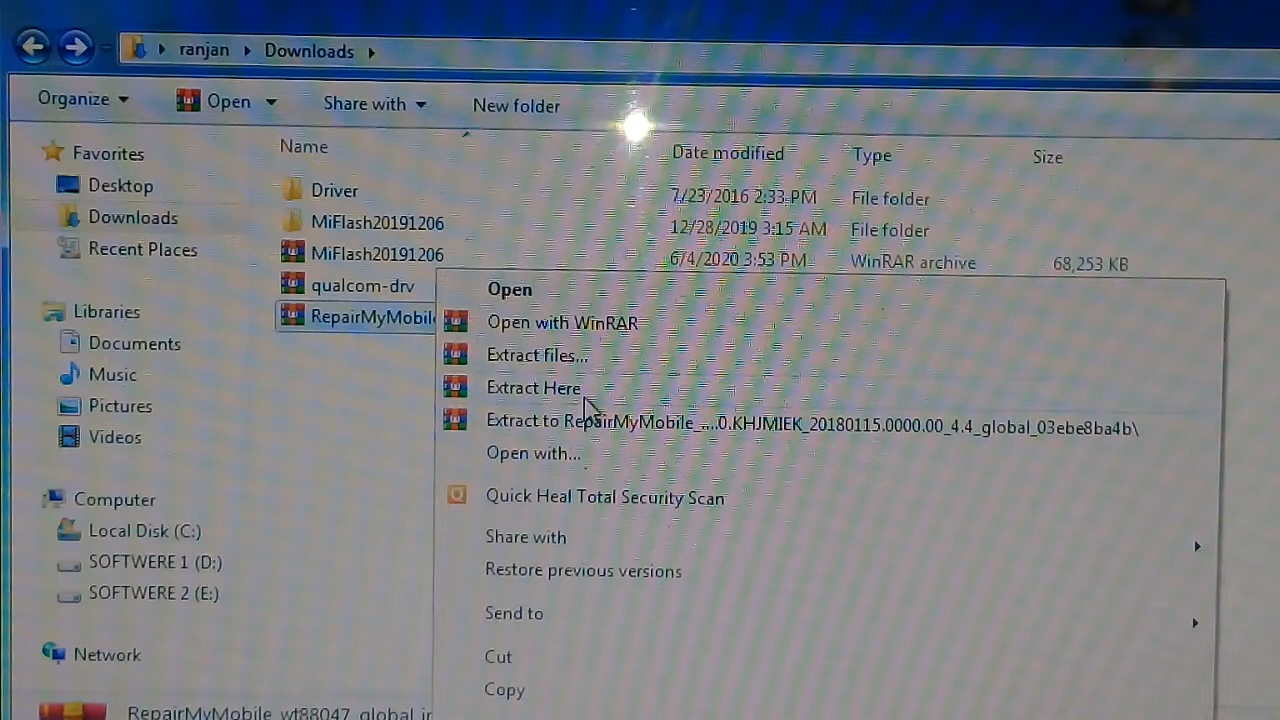 ranjan Downloads
Organize Open Share with New folder
Name Date modified Type Size
Favorites
Desktop
Downloads
Recent Places
Libraries
Documents
Music
Pictures
Videos
Computer
Local Disk (C:)
SOFTWERE 1 (D:)
SOFTWERE 2 (E:)
Network
Driver 7/23/2016 2:33 PM File folder
MiFlash20191206 12/28/2019 3:15 AM File folder
MiFlash20191206 6/4/2020 3:53 PM WinRAR archive 68,253 KB
qualcom-drv
RepairMyMobile
Open
Open with WinRAR
Extract files...
Extract Here
Extract to RepairMyMobile_...0.KHJMIEK_20180115.0000.00_4.4_global_03ebe8ba4b\
Open with...
Quick Heal Total Security Scan
Share with
Restore previous versions
Send to
Cut
Copy
RepairMyMobile_wt88047_global_i